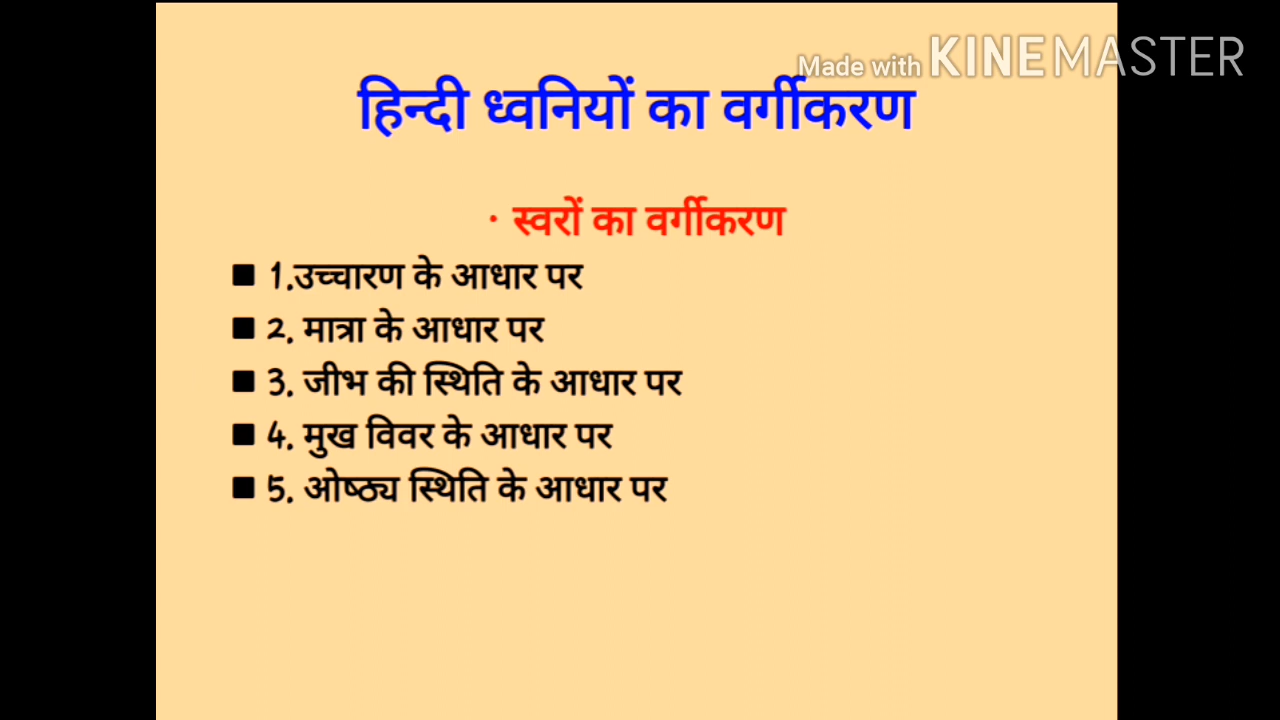 Made with KINEMASTER
हिन्दी ध्वनियों का वर्गीकरण
· स्वरों का वर्गीकरण
■ 1.उच्चारण के आधार पर
■ 2. मात्रा के आधार पर
■ 3. जीभ की स्थिति के आधार पर
■ 4. मुख विवर के आधार पर
■ 5. ओष्ठ्य स्थिति के आधार पर